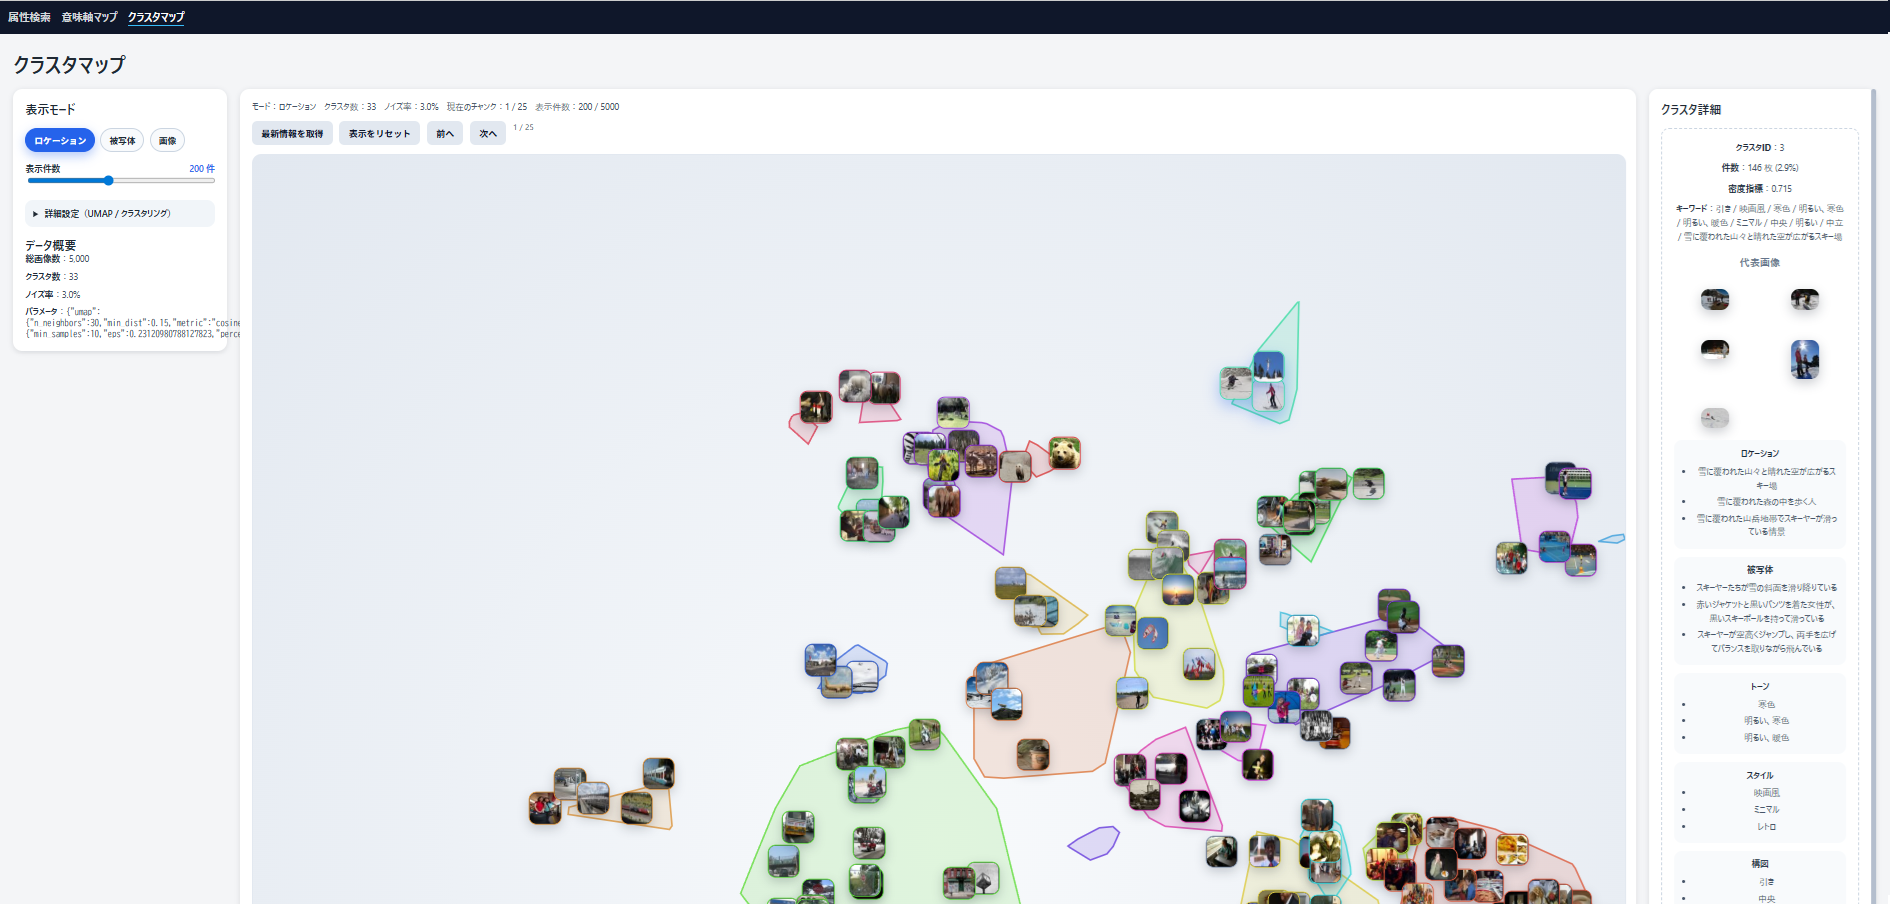 属性検索 意味軸マップ クラスタマップ
クラスタマップ
表示モード
ロケーション 被写体 画像
表示件数 200 件
▶ 詳細設定（UMAP / クラスタリング）
データ概要
総画像数：5,000
クラスタ数：33
ノイズ率：3.0%
パラメータ：{"umap":
{"n_neighbors":30,"min_dist":0.15,"metric":"cosine
{"min_samples":10,"eps":0.23120980788127823,"perce
モード：ロケーション クラスタ数：33 ノイズ率：3.0% 現在のチャンク：1 / 25 表示件数：200 / 5000
最新情報を取得 表示をリセット 前へ 次へ 1 / 25
クラスタ詳細
クラスタID：3
件数：146 枚 (2.9%)
密度指標：0.715
キーワード：引き / 映画風 / 寒色 / 明るい、寒色
/ 明るい、暖色 / ミニマル / 中央 / 明るい / 中立
/ 雪に覆われた山々と晴れた空が広がるスキー場
代表画像
ロケーション
雪に覆われた山々と晴れた空が広がるス
キー場
雪に覆われた森の中を歩く人
雪に覆われた山岳地帯でスキーヤーが滑っ
ている情景
被写体
スキーヤーたちが雪の斜面を滑り降りている
赤いジャケットと黒いパンツを着た女性が、
黒いスキーポールを持って滑っている
スキーヤーが空高くジャンプし、両手を広げ
てバランスを取りながら飛んでいる
トーン
寒色
明るい、寒色
明るい、暖色
スタイル
映画風
ミニマル
レトロ
構図
引き
中央